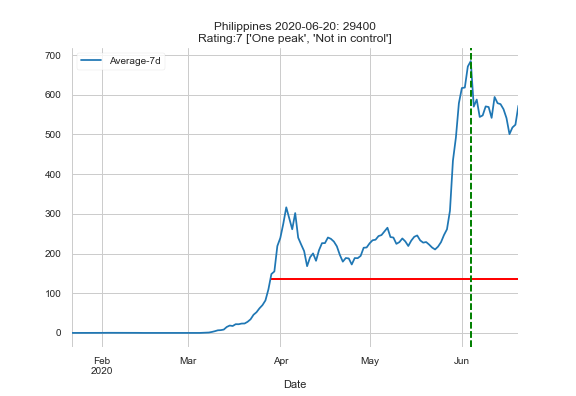 Philippines 2020-06-20: 29400
Rating:7 ['One peak', 'Not in control']
Average-7d
700
600
500
400
300
200
100
0
Feb
2020
Mar
Apr
May
Jun
Date